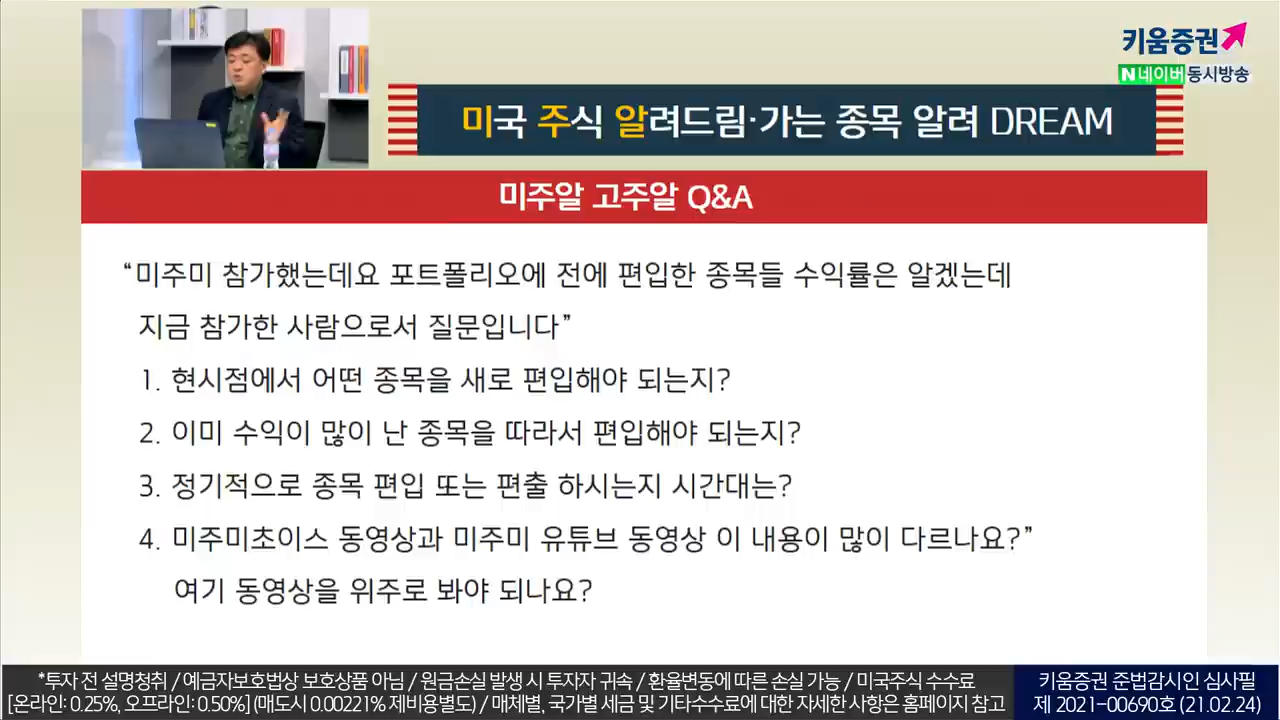 키움증권
N 네이버 동시방송
미국 주식 알려드림·가는 종목 알려 DREAM
미주알 고주알 Q&A
“미주미 참가했는데요 포트폴리오에 전에 편입한 종목들 수익률은 알겠는데
지금 참가한 사람으로서 질문입니다”
1. 현시점에서 어떤 종목을 새로 편입해야 되는지?
2. 이미 수익이 많이 난 종목을 따라서 편입해야 되는지?
3. 정기적으로 종목 편입 또는 편출 하시는지 시간대는?
4. 미주미초이스 동영상과 미주미 유튜브 동영상 이 내용이 많이 다르나요?”
여기 동영상을 위주로 봐야 되나요?
*투자 전 설명청취 / 예금자보호법상 보호상품 아님 / 원금손실 발생 시 투자자 귀속 / 환율변동에 따른 손실 가능 / 미국주식 수수료
[온라인: 0.25%, 오프라인: 0.50%] (매도시 0.00221% 제비용별도) / 매체별, 국가별 세금 및 기타수수료에 대한 자세한 사항은 홈페이지 참고
키움증권 준법감시인 심사필
제 2021-00690호 (21.02.24)